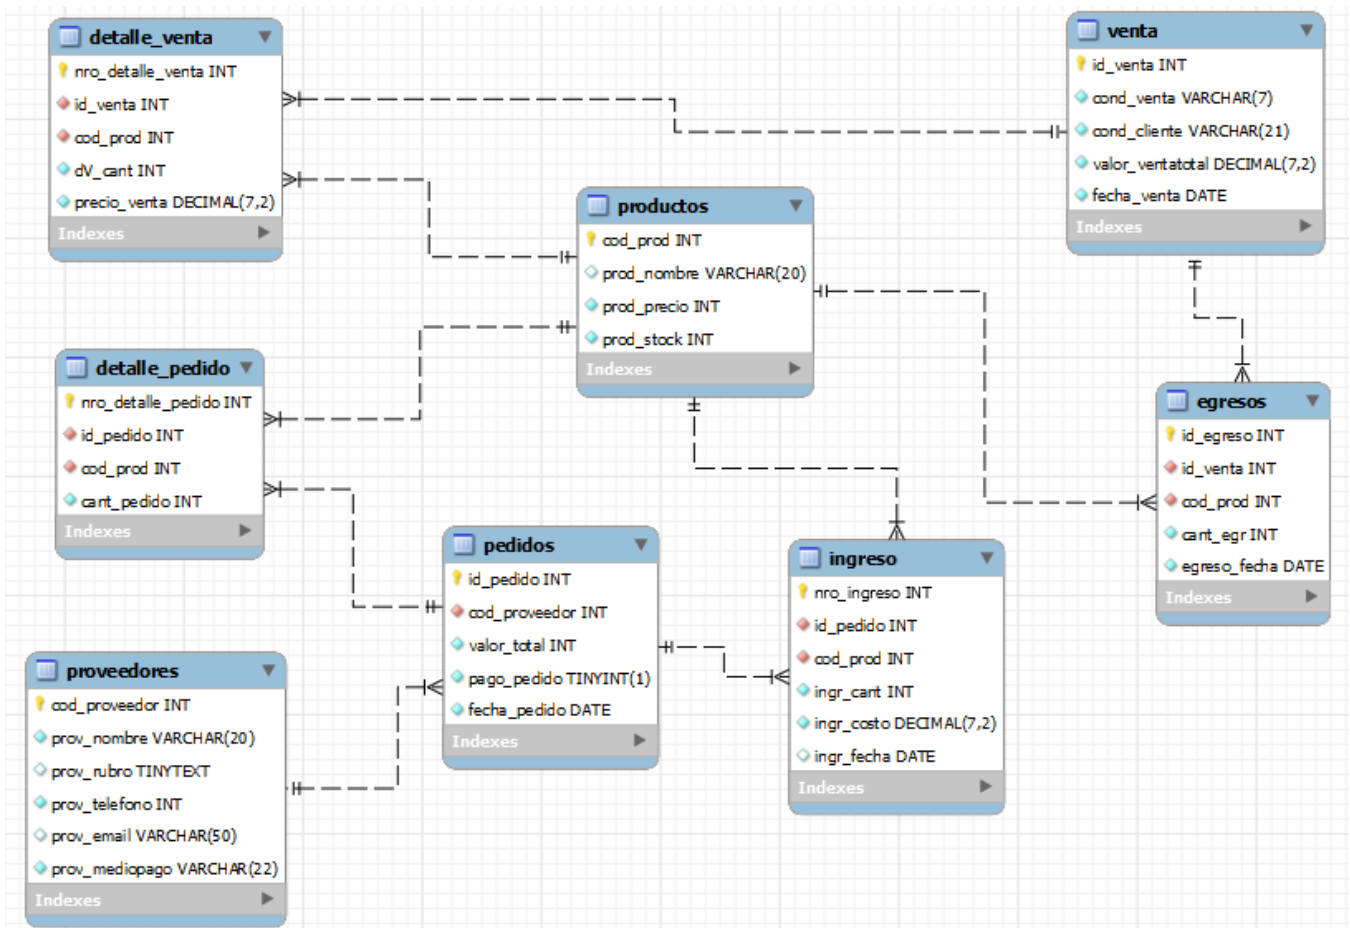 detalle_venta
nro_detalle_venta INT
id_venta INT
cod_prod INT
dV_cant INT
precio_venta DECIMAL(7,2)
Indexes
venta
id_venta INT
cond_venta VARCHAR(7)
cond_cliente VARCHAR(21)
valor_ventatotal DECIMAL(7,2)
fecha_venta DATE
Indexes
productos
cod_prod INT
prod_nombre VARCHAR(20)
prod_precio INT
prod_stock INT
Indexes
detalle_pedido
nro_detalle_pedido INT
id_pedido INT
cod_prod INT
cant_pedido INT
Indexes
egresos
id_egreso INT
id_venta INT
cod_prod INT
cant_egr INT
egreso_fecha DATE
Indexes
pedidos
id_pedido INT
cod_proveedor INT
valor_total INT
pago_pedido TINYINT(1)
fecha_pedido DATE
Indexes
ingreso
nro_ingreso INT
id_pedido INT
cod_prod INT
ingr_cant INT
ingr_costo DECIMAL(7,2)
ingr_fecha DATE
Indexes
proveedores
cod_proveedor INT
prov_nombre VARCHAR(20)
prov_rubro TINYTEXT
prov_telefono INT
prov_email VARCHAR(50)
prov_mediopago VARCHAR(22)
Indexes